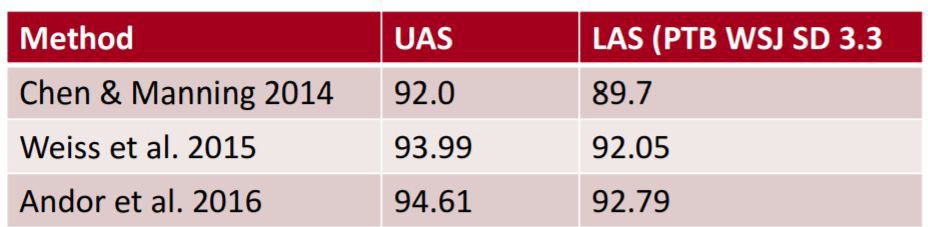 Method UAS LAS (PTB WSJ SD 3.3
Chen & Manning 2014 92.0 89.7
Weiss et al. 2015 93.99 92.05
Andor et al. 2016 94.61 92.79